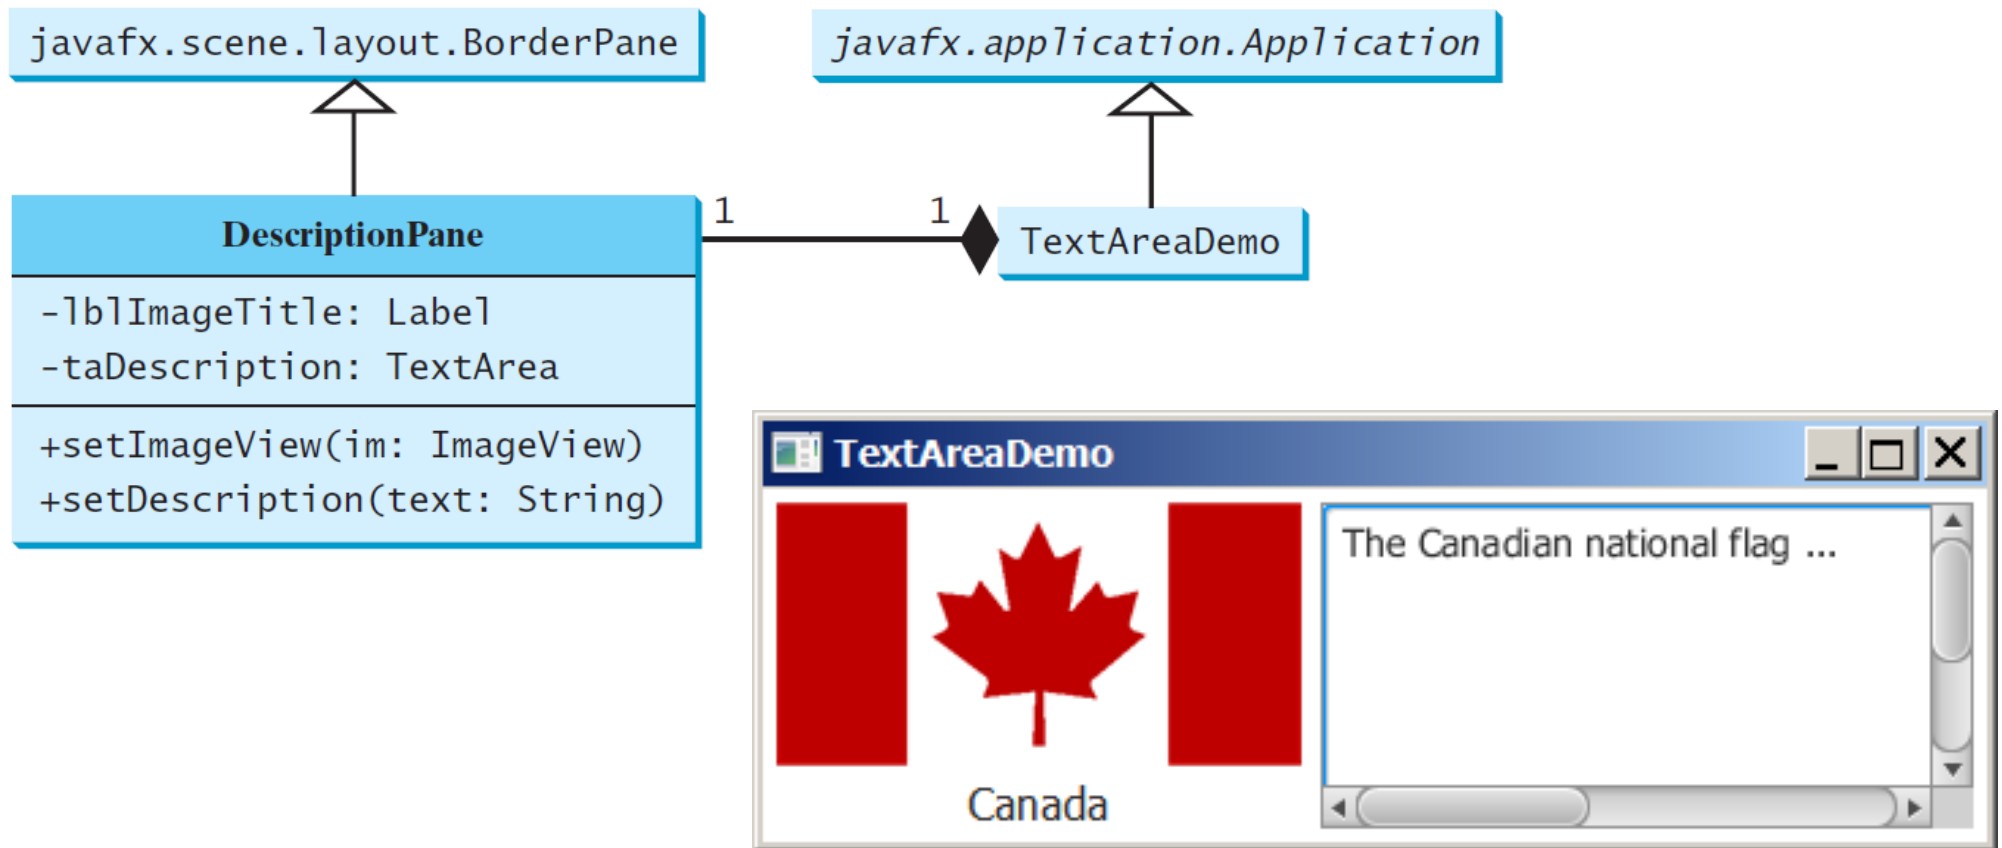 javafx.scene.layout.BorderPane
javafx.application.Application
DescriptionPane
1
1
TextAreaDemo
-lblImageTitle: Label
-taDescription: TextArea
+setImageView(im: ImageView)
+setDescription(text: String)
TextAreaDemo
The Canadian national flag ...
Canada